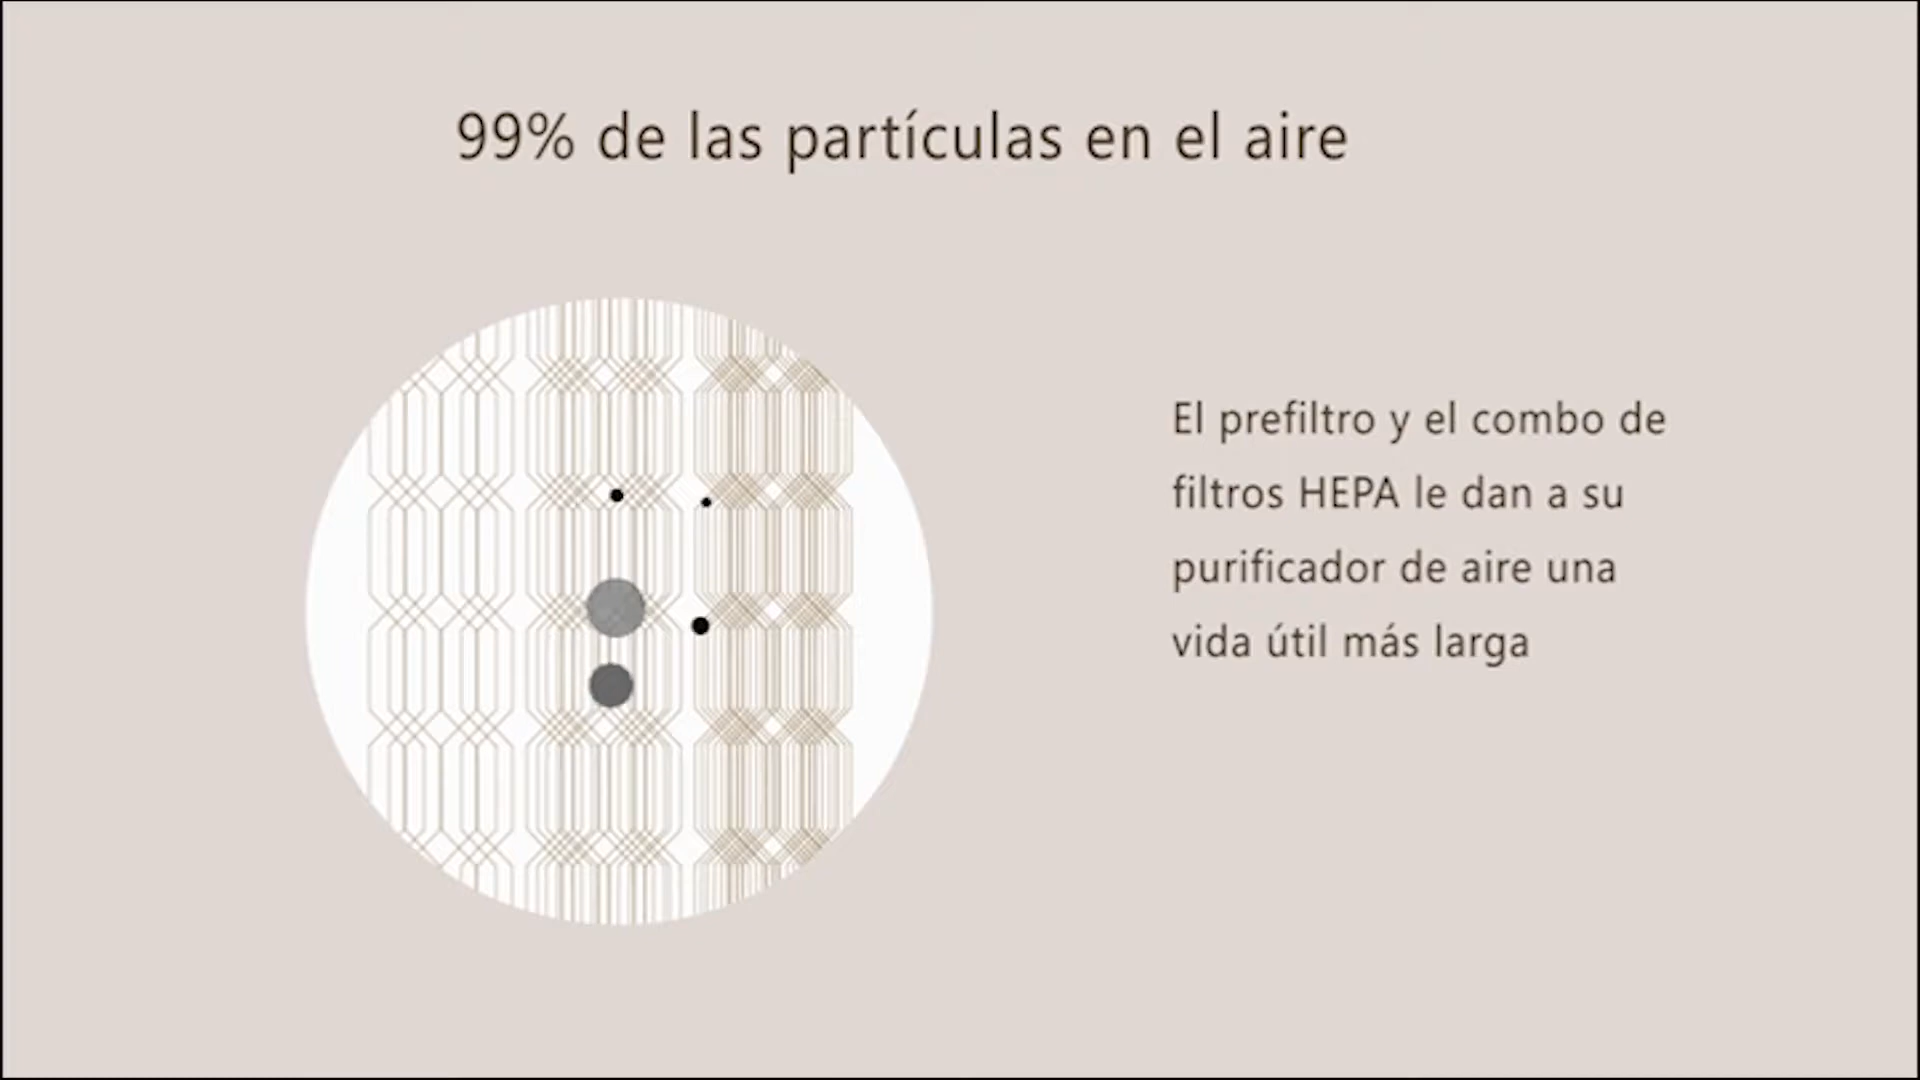 99% de las partículas en el aire
El prefiltro y el combo de
filtros HEPA le dan a su
purificador de aire una
vida útil más larga